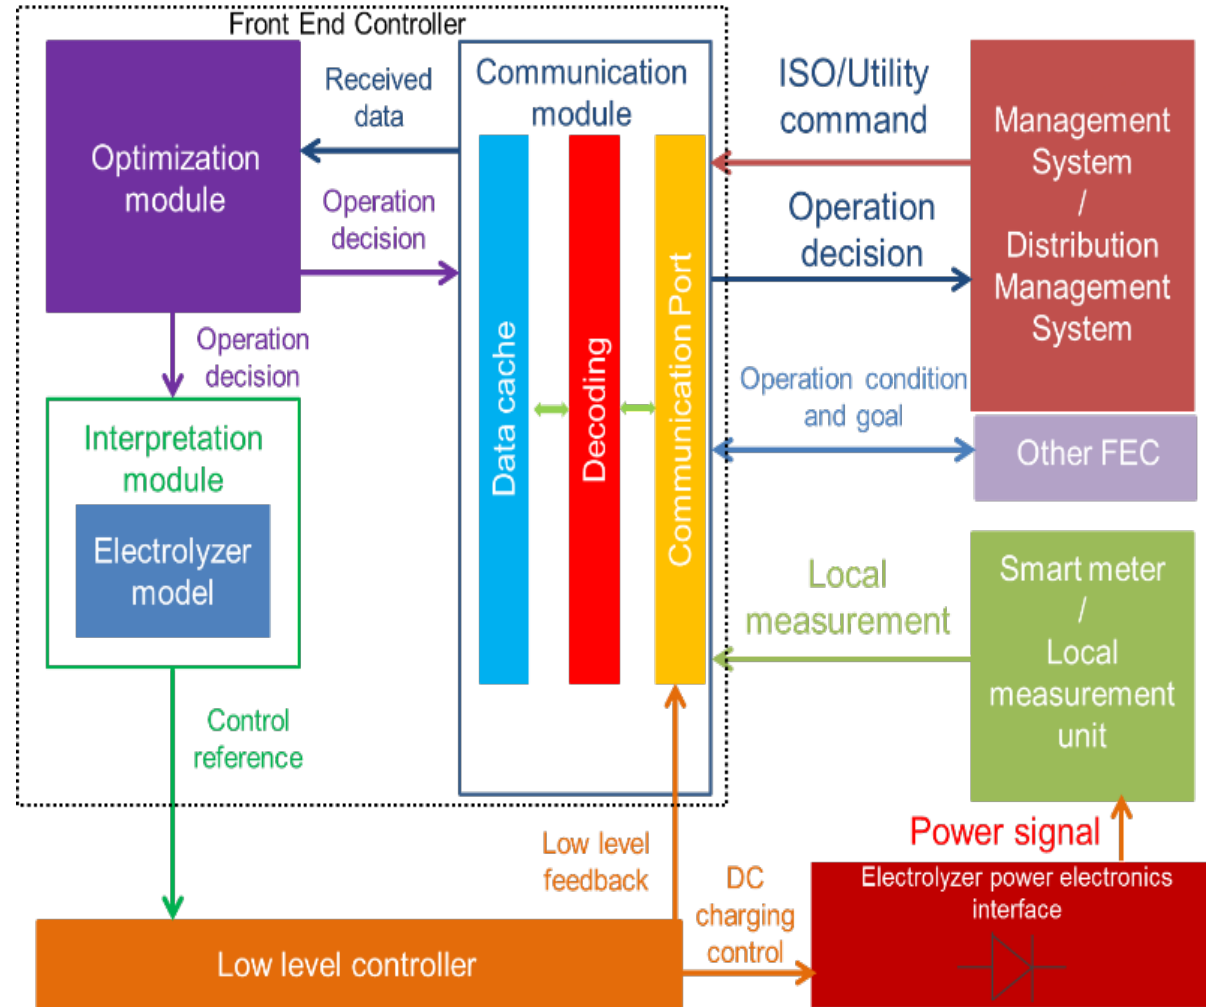 Front End Controller
Optimization
module
Received
data
Operation
decision
Communication
module
Data cache
Decoding
Communication Port
ISO/Utility
command
Operation
decision
Management
System
/
Distribution
Management
System
Operation
decision
Operation condition
and goal
Other FEC
Interpretation
module
Electrolyzer
model
Local
measurement
Smart meter
/
Local
measurement
unit
Control
reference
Low level
feedback
Power signal
DC
charging
control
Electrolyzer power electronics
interface
Low level controller